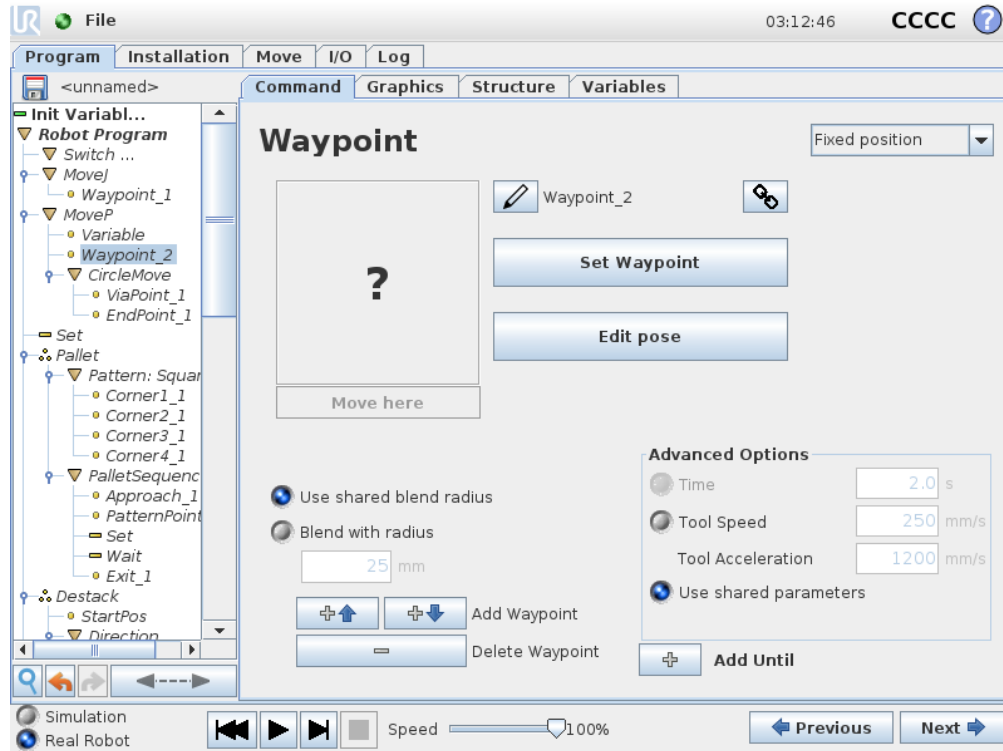 UR File 03:12:46 CCCC ?
Program Installation Move I/O Log
<unnamed>
Command Graphics Structure Variables
Init Variabl...
Robot Program
Switch ...
MoveJ
Waypoint_1
MoveP
Variable
Waypoint_2
CircleMove
ViaPoint_1
EndPoint_1
Set
Pallet
Pattern: Squar
Corner1_1
Corner2_1
Corner3_1
Corner4_1
PalletSequenc
Approach_1
PatternPoint
Set
Wait
Exit_1
Destack
StartPos
Direction
Waypoint
Fixed position
?
Move here
Waypoint_2
Set Waypoint
Edit pose
Use shared blend radius
Blend with radius
25 mm
Add Waypoint
Delete Waypoint
Advanced Options
Time 2.0 s
Tool Speed 250 mm/s
Tool Acceleration 1200 mm/s
Use shared parameters
Add Until
Simulation
Real Robot
Speed 100%
Previous Next